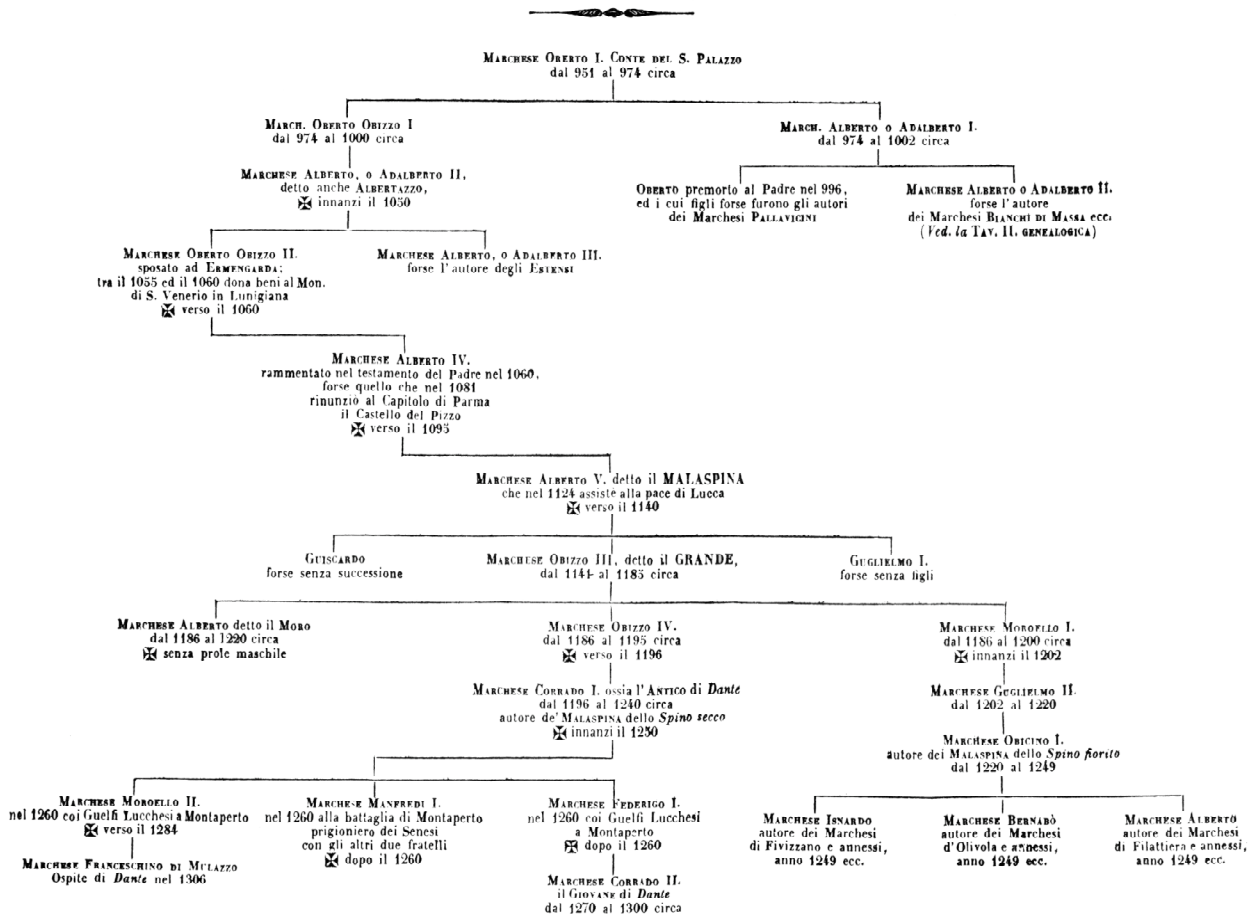 MARCHESE OBERTO I. CONTE DEL S. PALAZZO
dal 951 al 974 circa
MARCH. OBERTO OBIZZO I
dal 974 al 1000 circa
MARCH. ALBERTO O ADALBERTO I.
dal 974 al 1002 circa
MARCHESE ALBERTO, O ADALBERTO II,
detto anche ALBERTAZZO,
✠ innanzi il 1050
OBERTO premorto al Padre nel 996,
ed i cui figli forse furono gli autori
dei Marchesi PALLAVICINI
MARCHESE ALBERTO O ADALBERTO II.
forse l'autore
dei Marchesi BIANCHI DI MASSA ecc.
(Ved. la TAV. II. GENEALOGICA)
MARCHESE OBERTO OBIZZO II.
sposato ad ERMENGARDA;
tra il 1055 ed il 1060 dona beni al Mon.
di S. Venerio in Lunigiana
✠ verso il 1060
MARCHESE ALBERTO, O ADALBERTO III.
forse l'autore degli ESTENSI
MARCHESE ALBERTO IV.
rammentato nel testamento del Padre nel 1060,
forse quello che nel 1081
rinunziò al Capitolo di Parma
il Castello del Pizzo
✠ verso il 1095
MARCHESE ALBERTO V. detto il MALASPINA
che nel 1124 assistè alla pace di Lucca
✠ verso il 1140
GUISCARDO
forse senza successione
MARCHESE OBIZZO III, detto il GRANDE,
dal 1141 al 1185 circa
GUGLIELMO I.
forse senza figli
MARCHESE ALBERTO detto il MORO
dal 1186 al 1220 circa
✠ senza prole maschile
MARCHESE OBIZZO IV.
dal 1186 al 1195 circa
✠ verso il 1196
MARCHESE MOROELLO I.
dal 1186 al 1200 circa
✠ innanzi il 1202
MARCHESE CORRADO I. ossia l'ANTICO di Dante
dal 1196 al 1240 circa
autore de' MALASPINA dello Spino secco
✠ innanzi il 1250
MARCHESE GUGLIELMO II.
dal 1202 al 1220
MARCHESE OBICINO I.
autore dei MALASPINA dello Spino fiorito
dal 1220 al 1249
MARCHESE MOROELLO II.
nel 1260 coi Guelfi Lucchesi a Montaperto
✠ verso il 1284
MARCHESE MANFREDI I.
nel 1260 alla battaglia di Montaperto
prigioniero dei Senesi
con gli altri due fratelli
✠ dopo il 1260
MARCHESE FEDERIGO I.
nel 1260 coi Guelfi Lucchesi
a Montaperto
✠ dopo il 1260
MARCHESE ISNARDO
autore dei Marchesi
di Fivizzano e annessi,
anno 1249 ecc.
MARCHESE BERNABÒ
autore dei Marchesi
d'Olivola e annessi,
anno 1249 ecc.
MARCHESE ALBERTO
autore dei Marchesi
di Filattiera e annessi,
anno 1249 ecc.
MARCHESE FRANCESCHINO DI MULAZZO
Ospite di Dante nel 1306
MARCHESE CORRADO II.
il GIOVANE di Dante
dal 1270 al 1300 circa